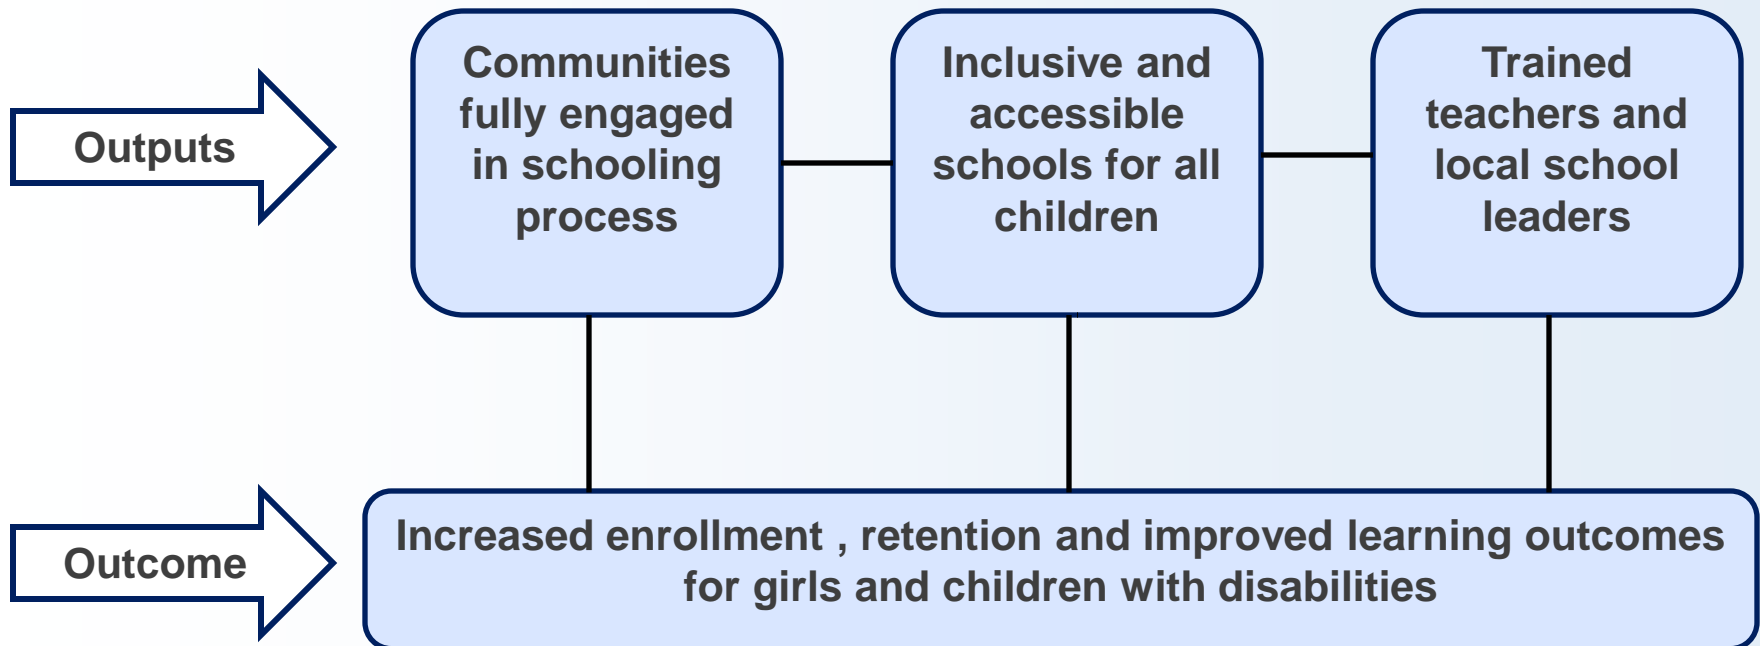 Outputs
Communities
fully engaged
in schooling
process
Inclusive and
accessible
schools for all
children
Trained
teachers and
local school
leaders
Outcome
Increased enrollment , retention and improved learning outcomes
for girls and children with disabilities